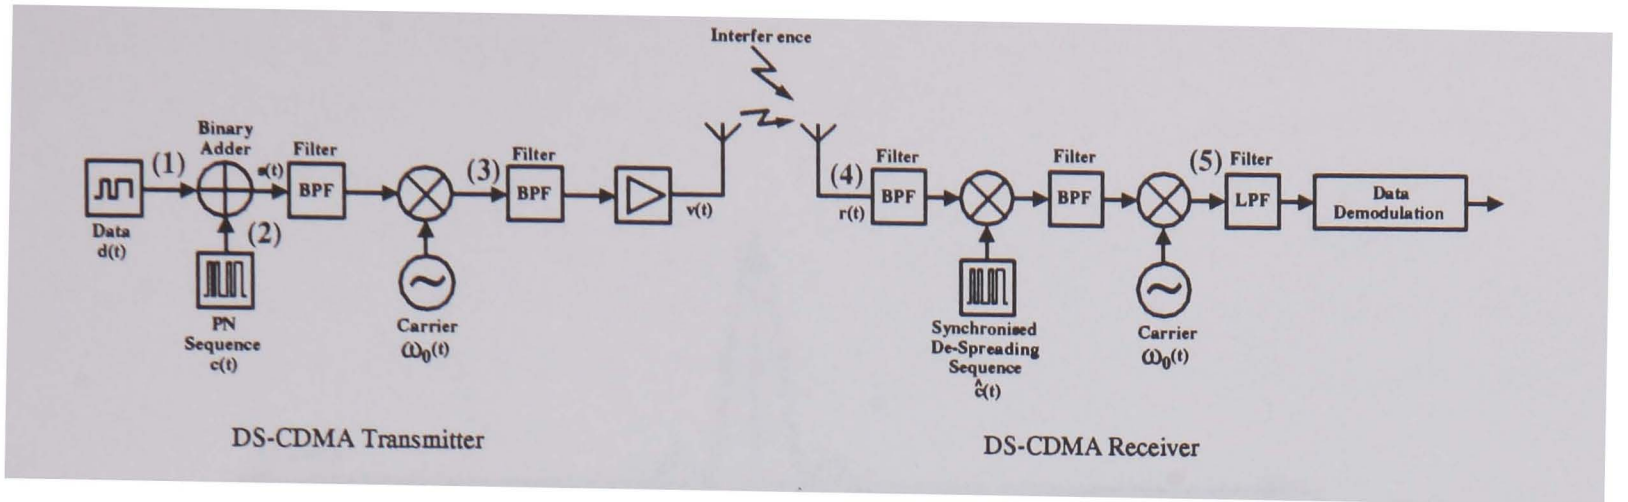 Interfer ence
Binary
Adder
(1)
s(t)
Filter
BPF
(3)
Filter
BPF
v(t)
Data
d(t)
(2)
PN
Sequence
c(t)
Carrier
ω₀(t)
DS-CDMA Transmitter
(4)
r(t)
Filter
BPF
Filter
BPF
(5)
Filter
LPF
Data
Demodulation
Synchronised
De-Spreading
Sequence
ĉ(t)
Carrier
ω₀(t)
DS-CDMA Receiver